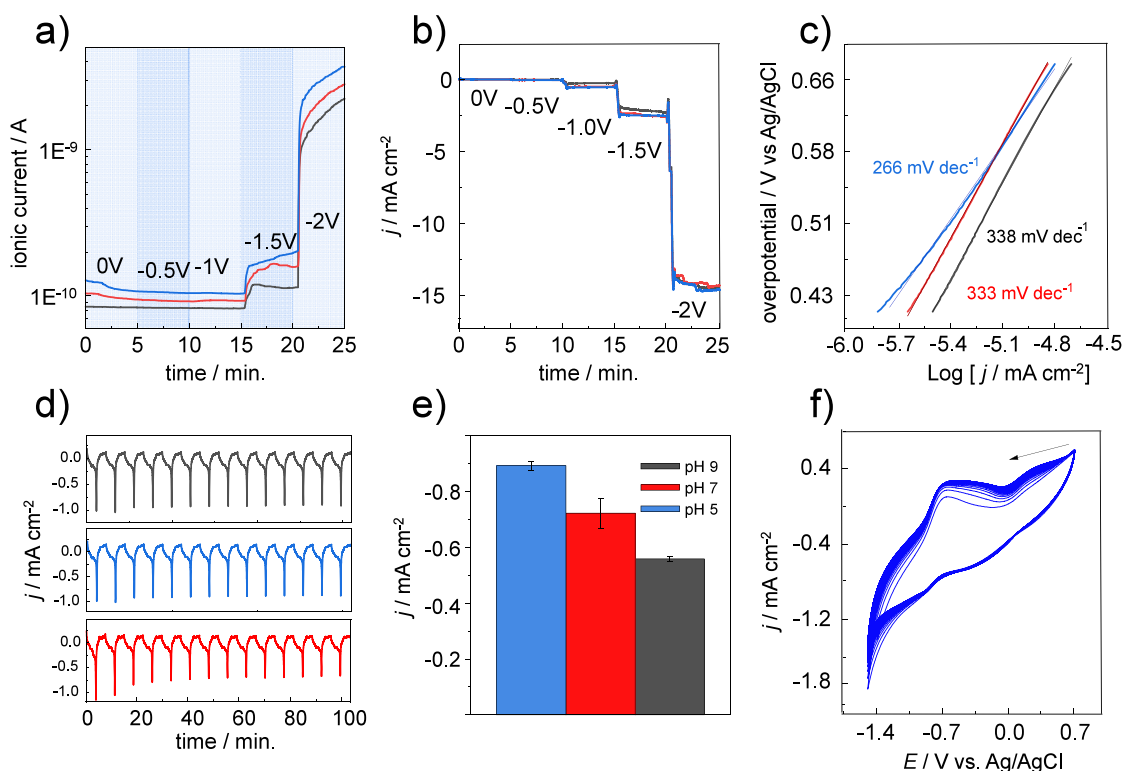 a)
ionic current / A
1E-9
1E-10
0V
-0.5V
-1V
-1.5V
-2V
0 5 10 15 20 25
time / min.
b)
j / mA cm-2
0
-5
-10
-15
0V
-0.5V
-1.0V
-1.5V
-2V
0 5 10 15 20 25
time / min.
c)
overpotential / V vs Ag/AgCl
0.66
0.58
0.51
0.43
266 mV dec-1
338 mV dec-1
333 mV dec-1
-6.0 -5.7 -5.4 -5.1 -4.8 -4.5
Log [ j / mA cm-2]
d)
j / mA cm-2
0.0
-0.5
-1.0
0.0
-0.5
-1.0
0.0
-0.5
-1.0
0 20 40 60 80 100
time / min.
e)
j / mA cm-2
-0.8
-0.6
-0.4
-0.2
pH 9
pH 7
pH 5
f)
j / mA cm-2
0.4
-0.4
-1.2
-1.8
-1.4 -0.7 0.0 0.7
E / V vs. Ag/AgCl